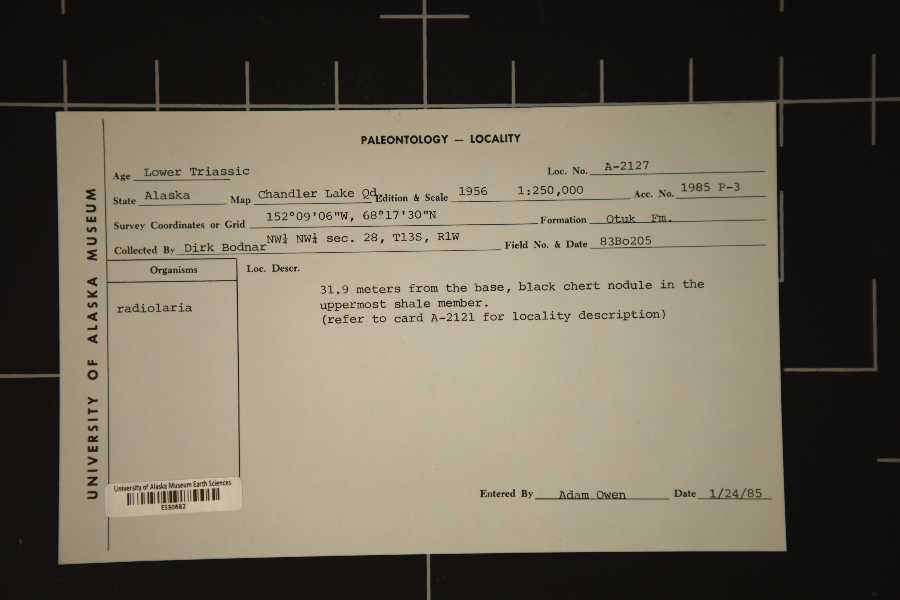 PALEONTOLOGY — LOCALITY
Age Lower Triassic Loc. No. A-2127
State Alaska Map Chandler Lake Qd. Edition & Scale 1956 1:250,000 Acc. No. 1985 P-3
Survey Coordinates or Grid 152°09'06"W, 68°17'30"N Formation Otuk Fm.
NW¼ NW¼ sec. 28, T13S, R1W
Collected By Dirk Bodnar Field No. & Date 83Bo205
Organisms Loc. Descr.
radiolaria
31.9 meters from the base, black chert nodule in the
uppermost shale member.
(refer to card A-2121 for locality description)
UNIVERSITY OF ALASKA MUSEUM
University of Alaska Museum Earth Sciences
ES50682
Entered By Adam Owen Date 1/24/85